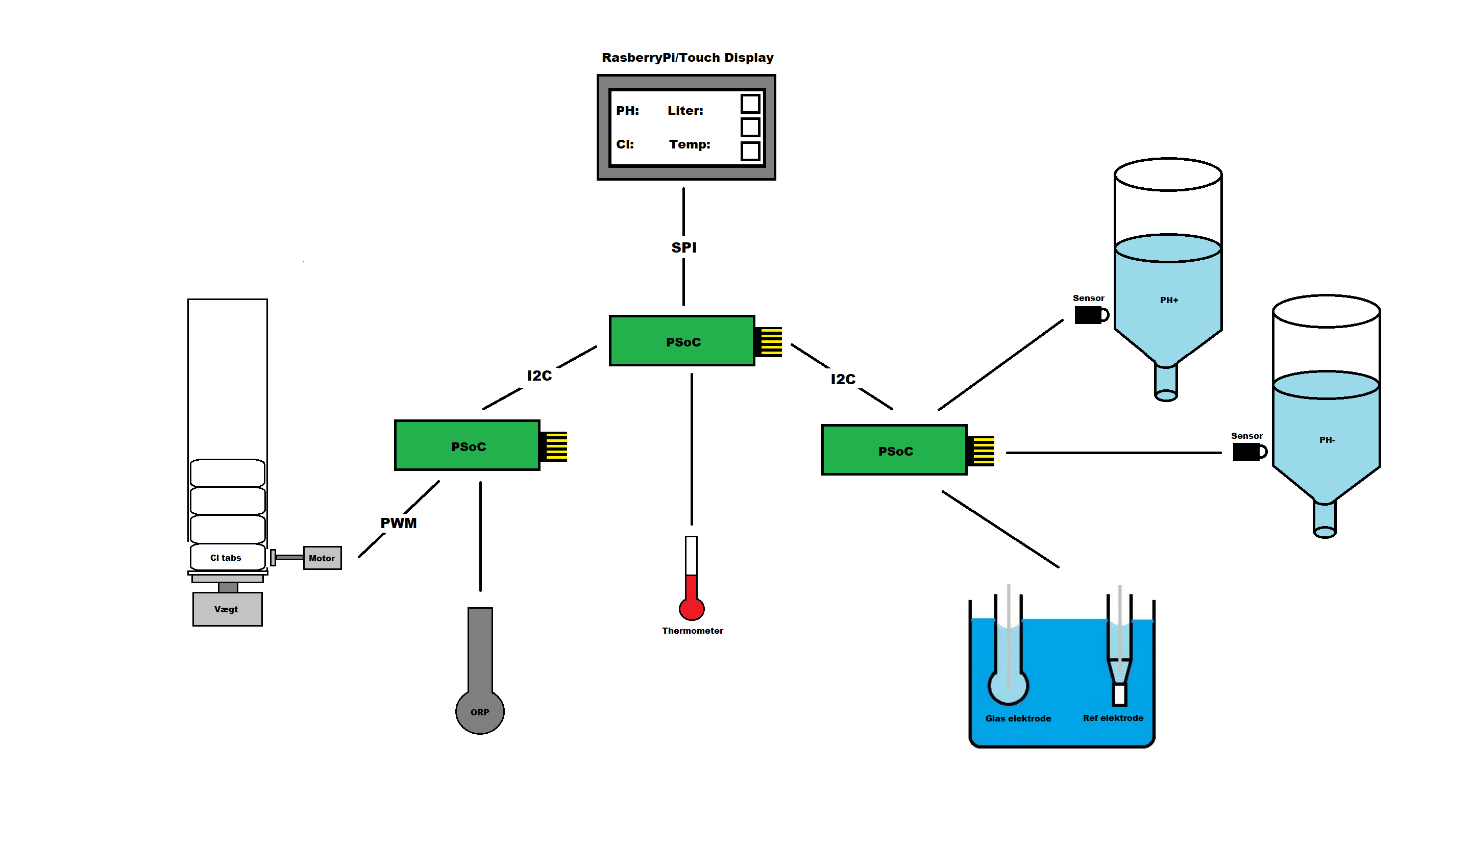 RasberryPi/Touch Display
PH: Liter:
Cl: Temp:
SPI
PSoC
I2C
I2C
PSoC
PSoC
PWM
Sensor
PH+
Sensor
PH-
Cl tabs
Motor
Vægt
ORP
Thermometer
Glas elektrode
Ref elektrode